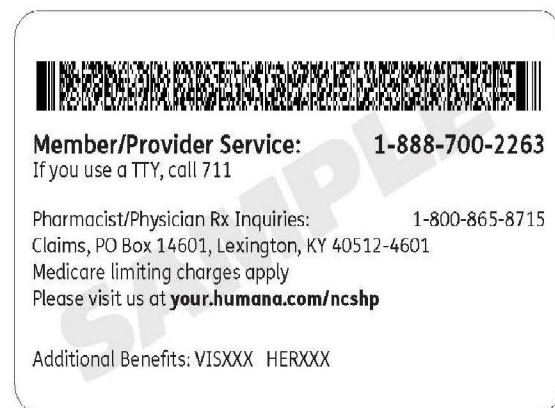 Member/Provider Service: 1-888-700-2263
If you use a TTY, call 711
Pharmacist/Physician Rx Inquiries: 1-800-865-8715
Claims, PO Box 14601, Lexington, KY 40512-4601
Medicare limiting charges apply
Please visit us at your.humana.com/ncshp
Additional Benefits: VISXXX HERXXX
SAMPLE